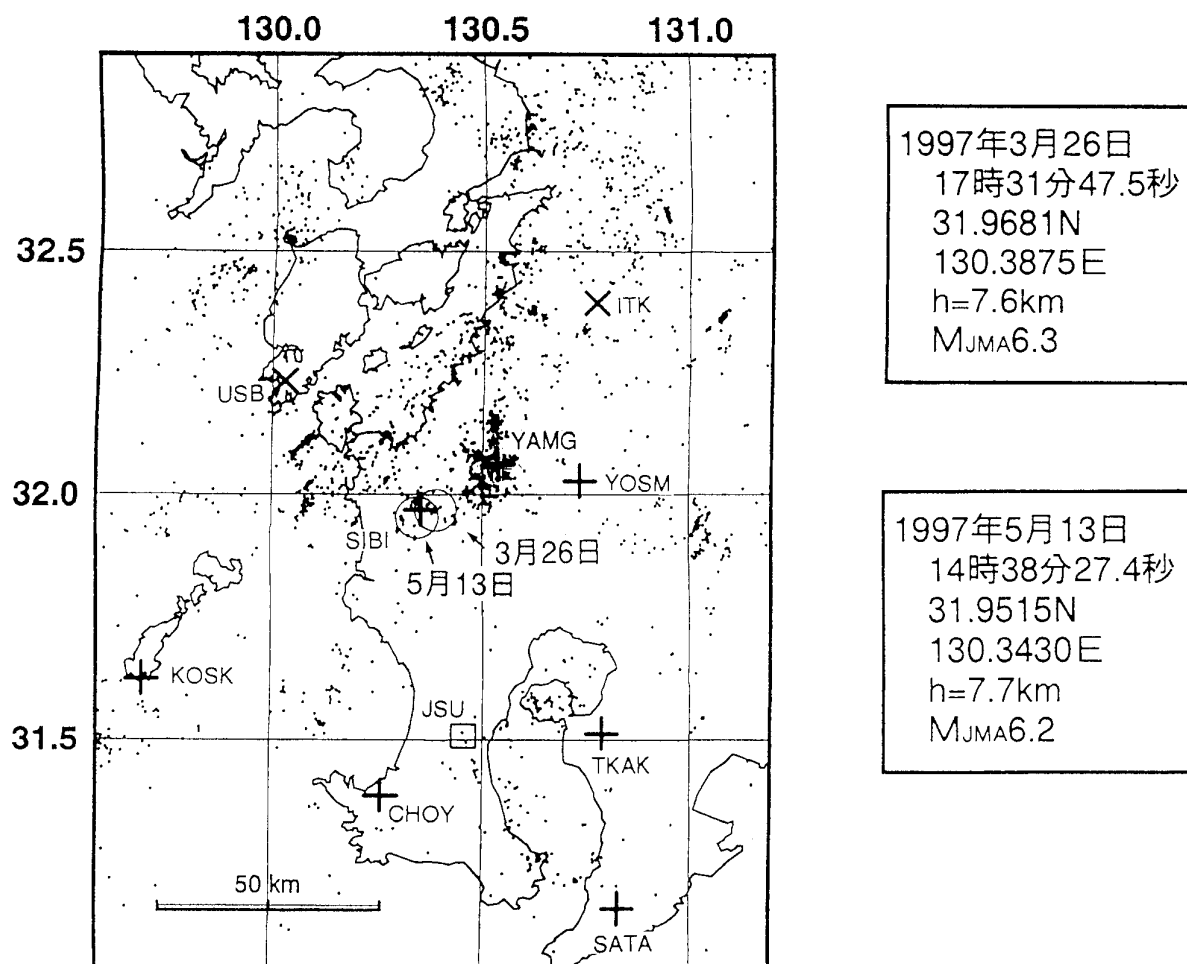 130.0 130.5 131.0
32.5
32.0
31.5
ITK
USB
YAMG
YOSM
SIBI
3月26日
5月13日
KOSK
JSU
TKAK
CHOY
50 km
SATA
1997年3月26日
17時31分47.5秒
31.9681N
130.3875E
h=7.6km
MJMA6.3
1997年5月13日
14時38分27.4秒
31.9515N
130.3430E
h=7.7km
MJMA6.2